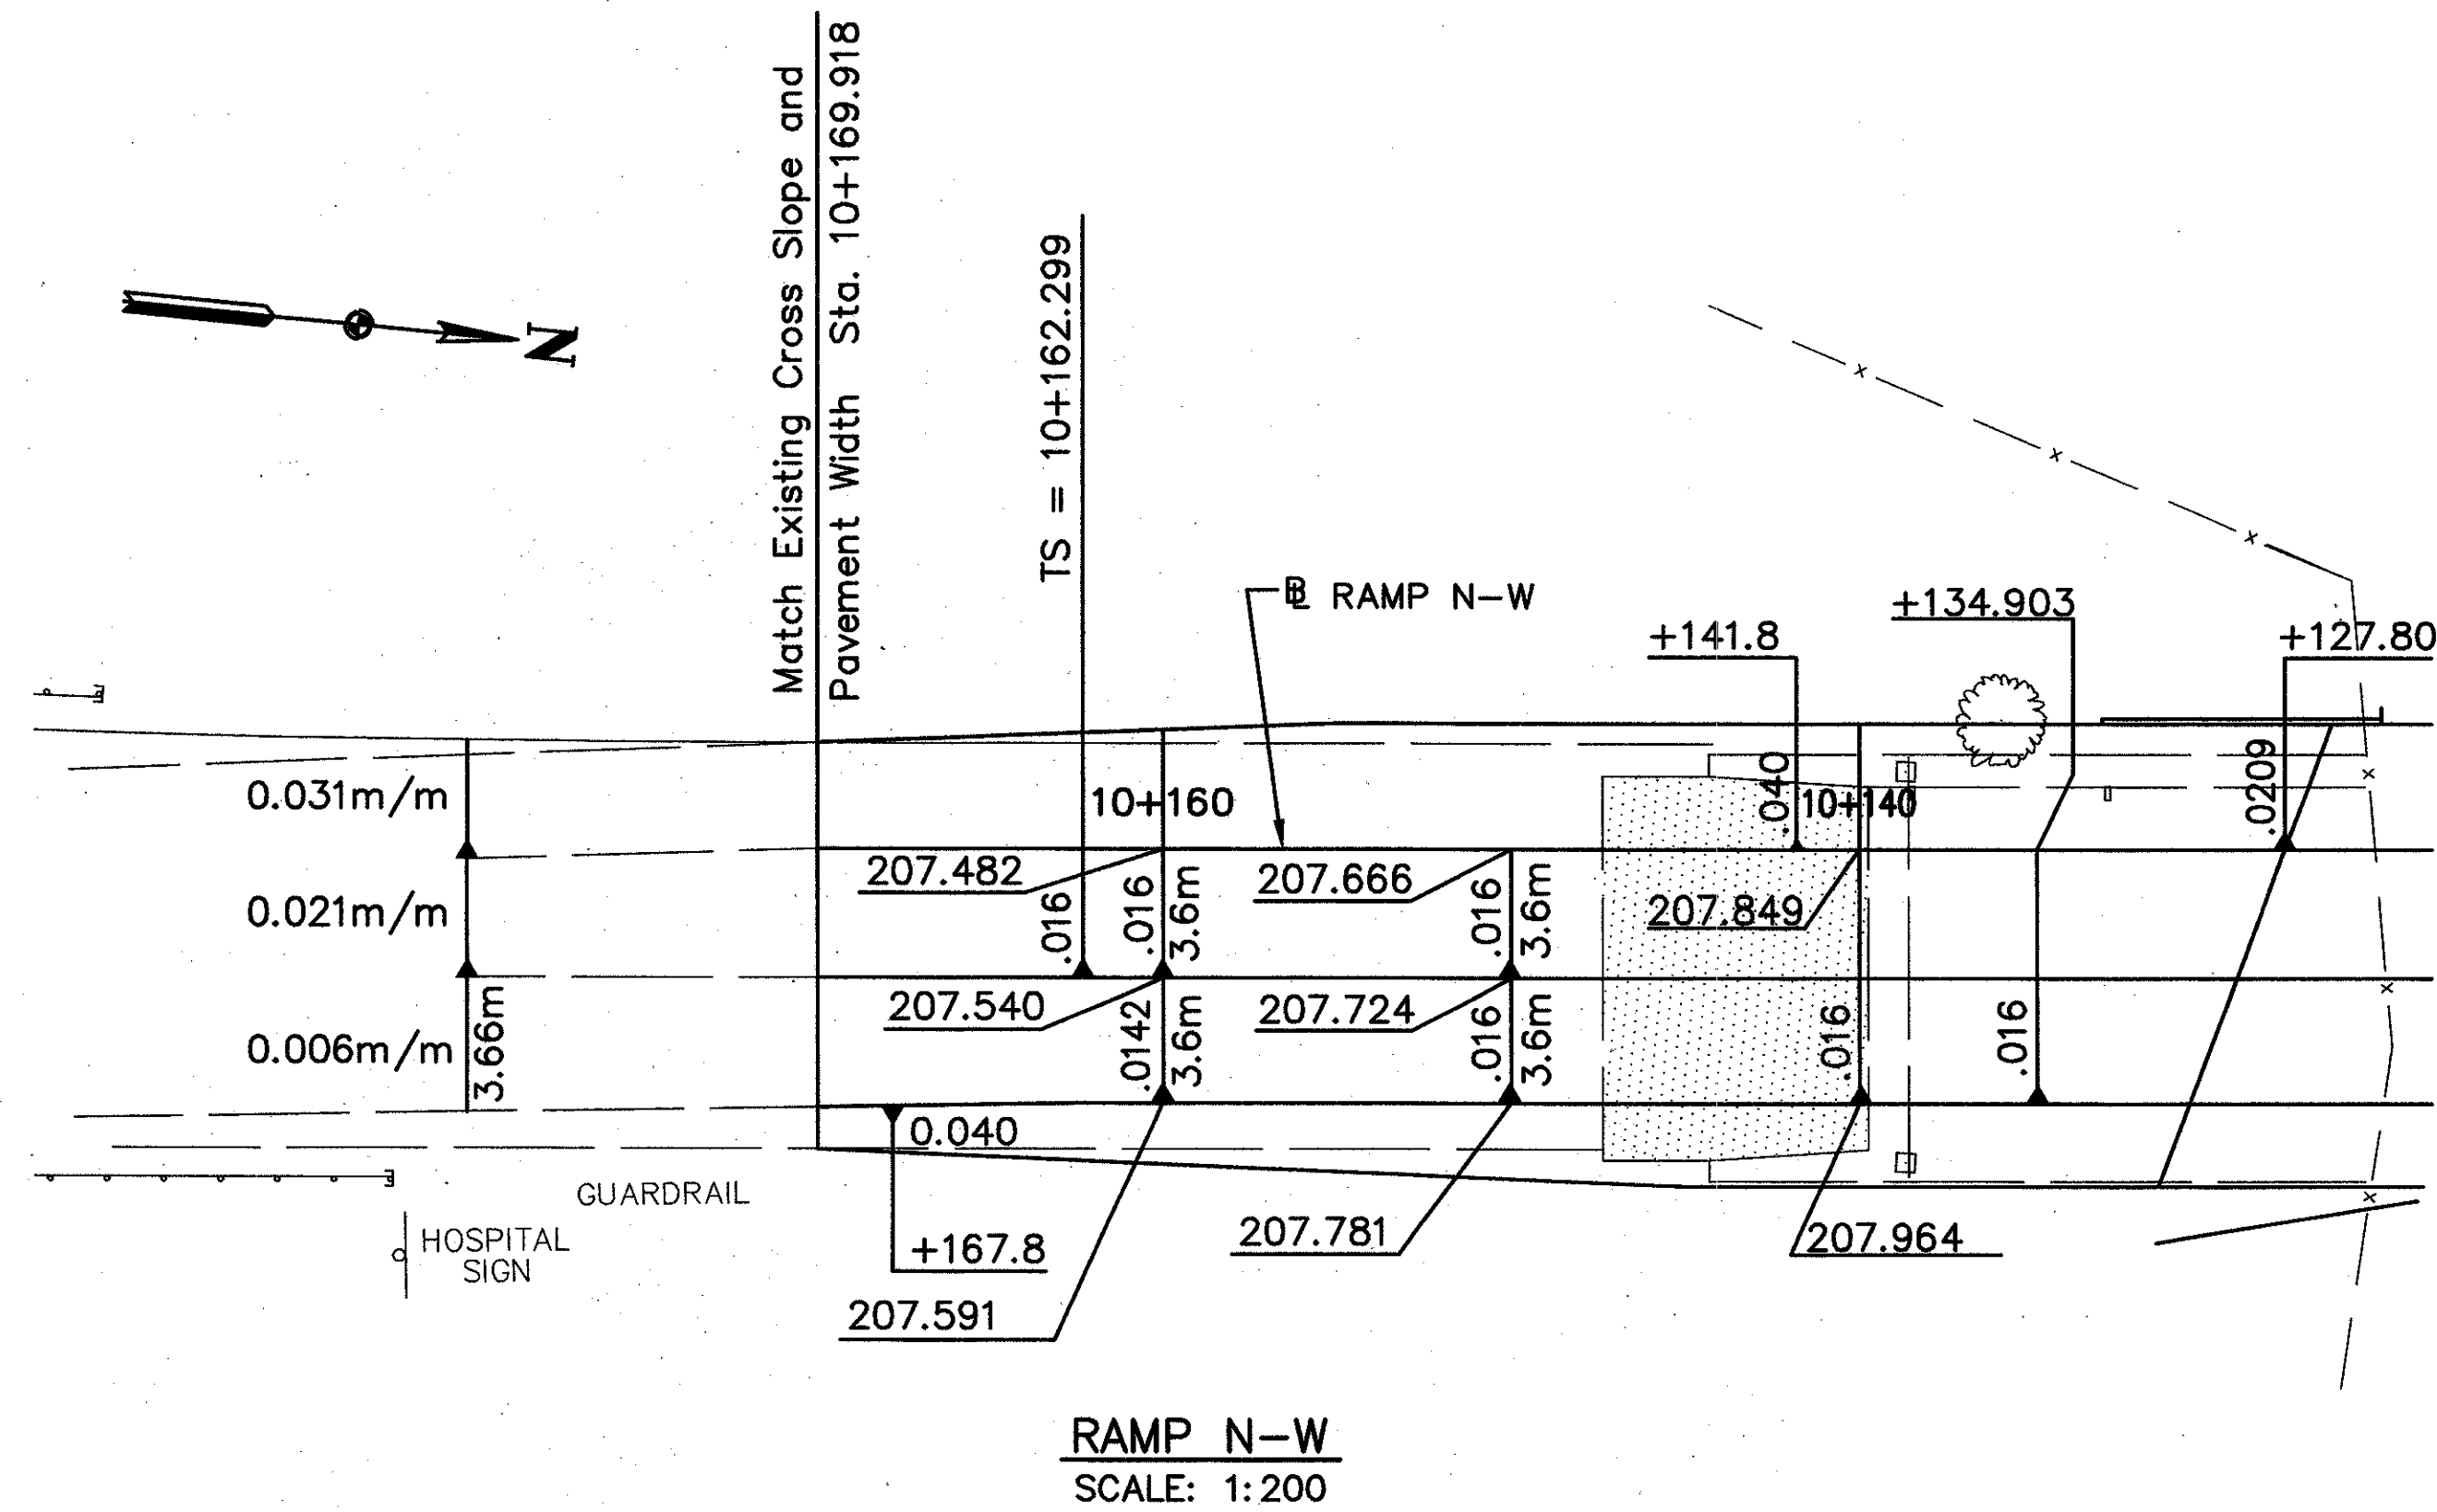 Match Existing Cross Slope and
Pavement Width Sta. 10+169.918
TS = 10+162.299
N
℄ RAMP N-W
+141.8
+134.903
+127.80
0.031m/m
10+160
.040
10+140
.0209
207.482
207.666
207.849
0.021m/m
.016
.016
3.6m
.016
3.6m
207.540
207.724
0.006m/m
3.66m
.0142
3.6m
.016
3.6m
.016
.016
0.040
GUARDRAIL
HOSPITAL
SIGN
+167.8
207.781
207.964
207.591
RAMP N-W
SCALE: 1:200